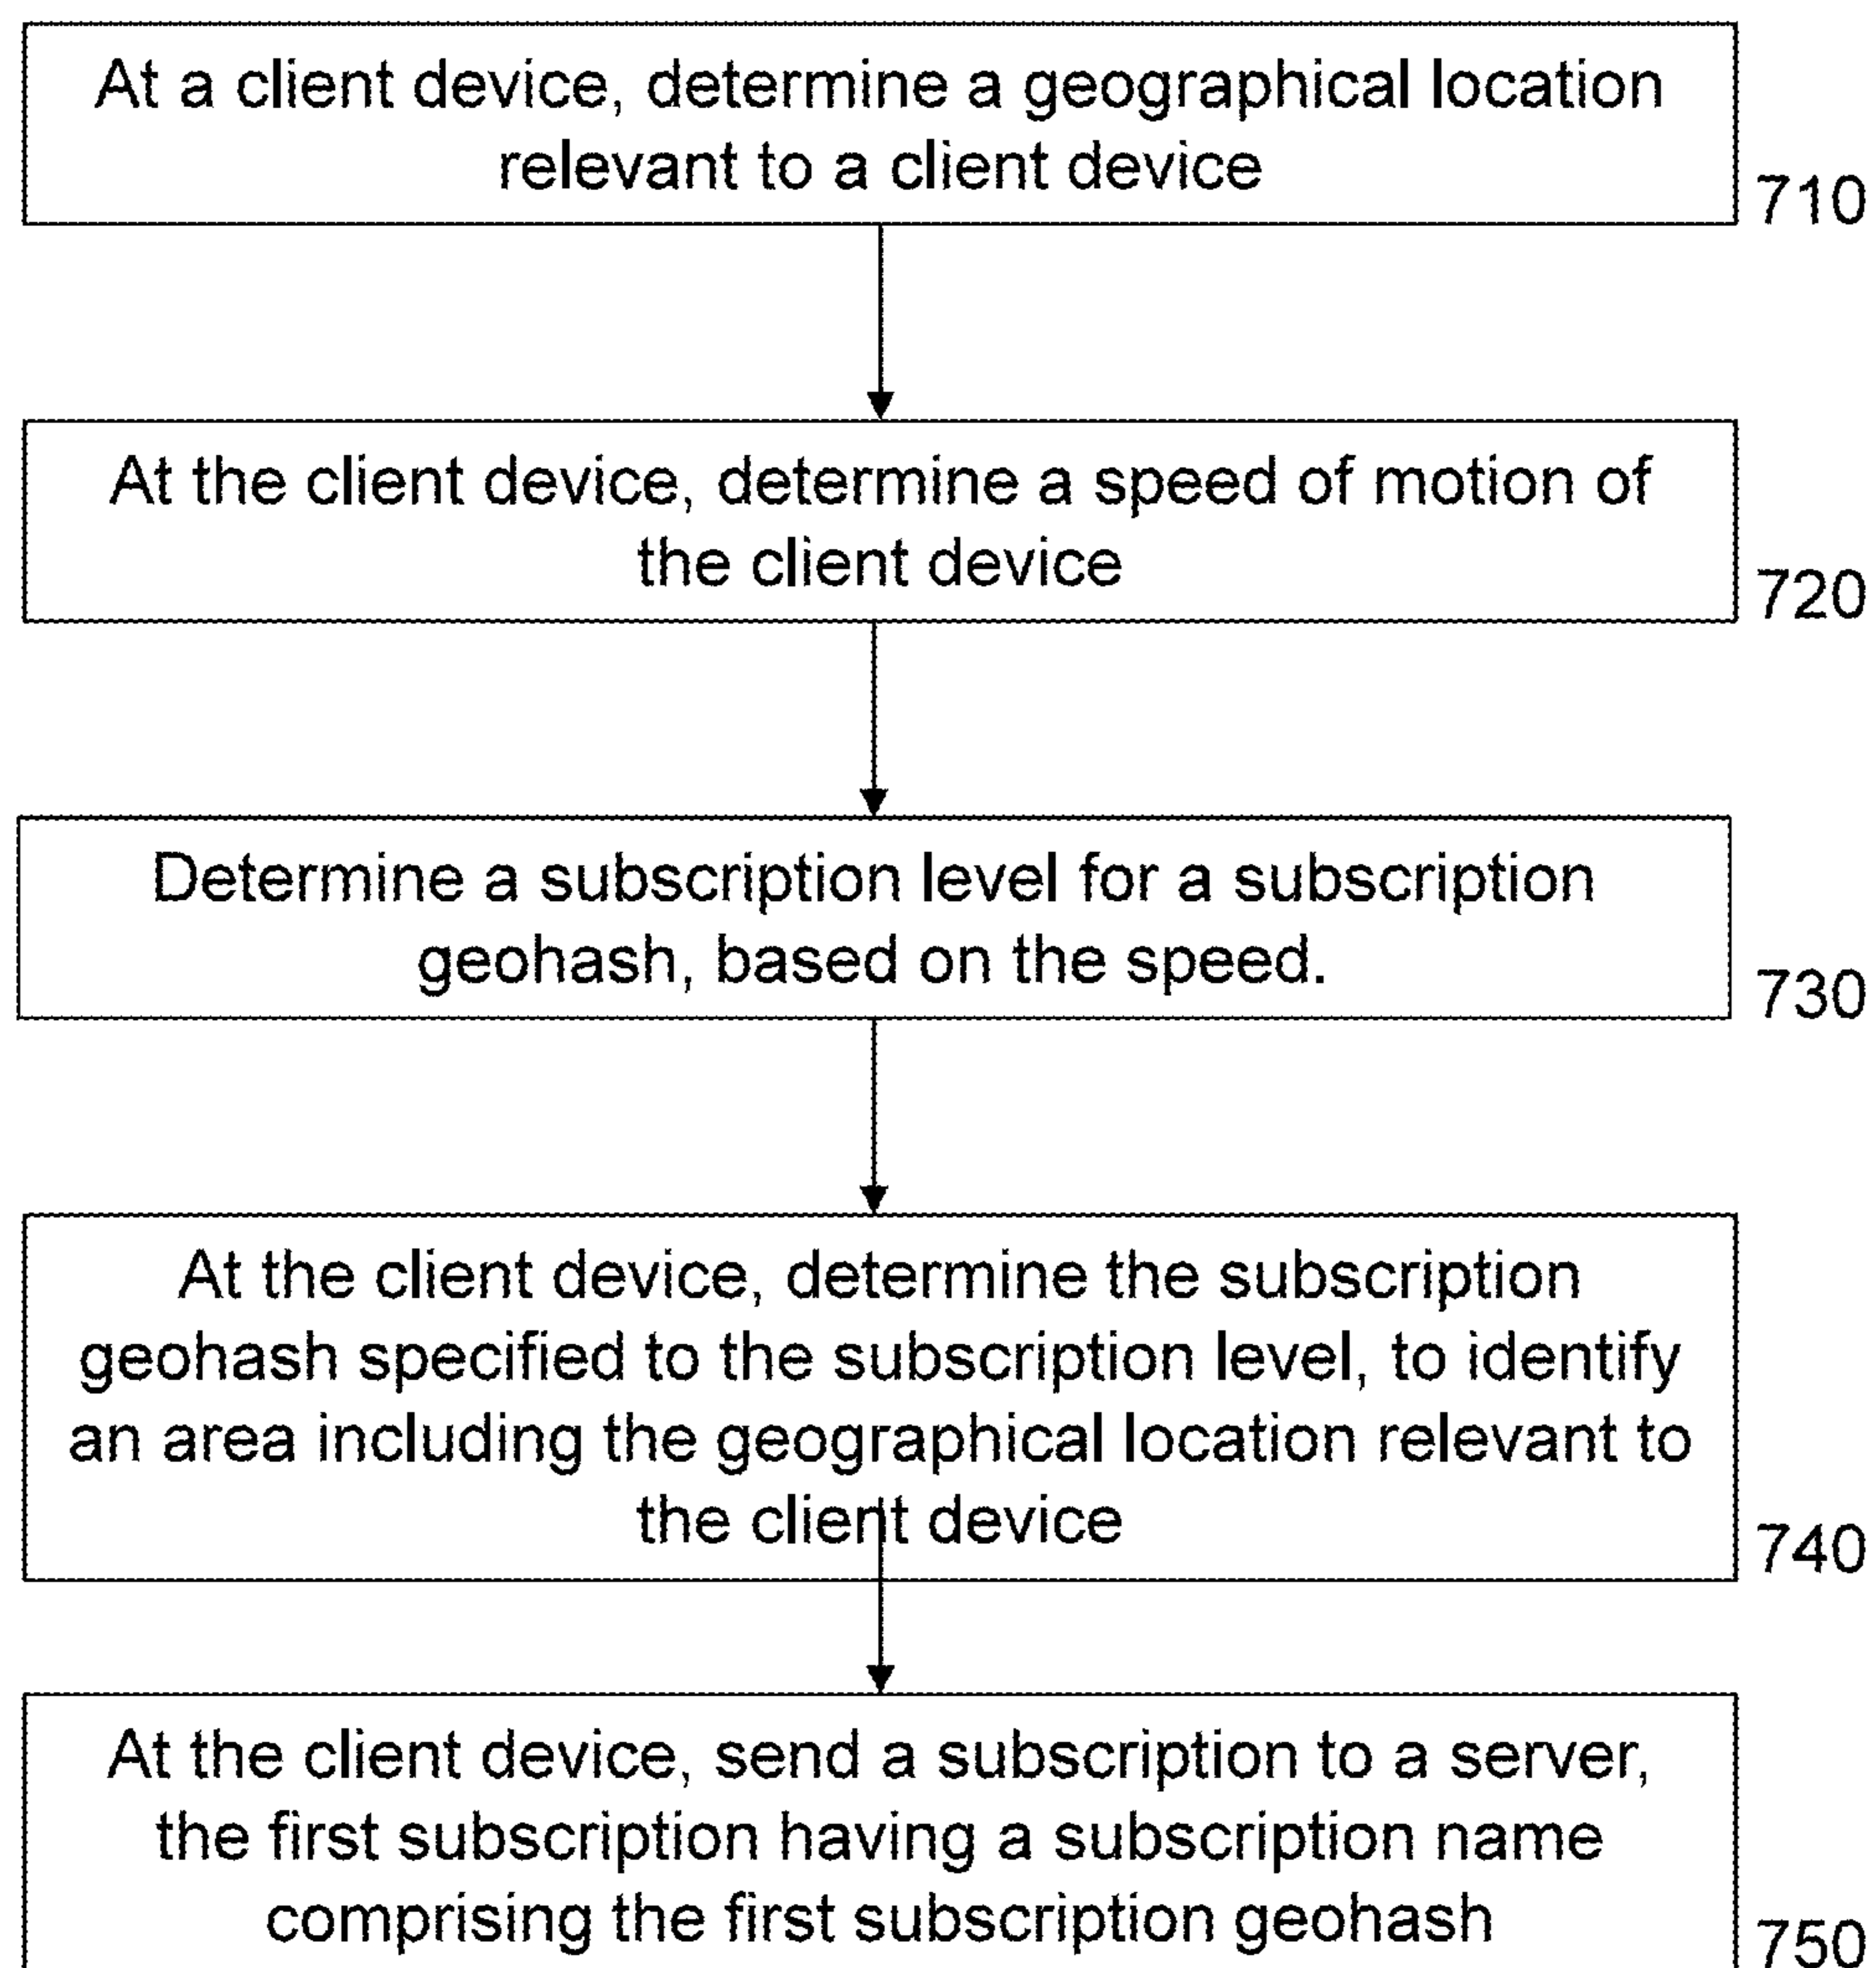 At a client device, determine a geographical location
relevant to a client device
710
At the client device, determine a speed of motion of
the client device
720
Determine a subscription level for a subscription
geohash, based on the speed.
730
At the client device, determine the subscription
geohash specified to the subscription level, to identify
an area including the geographical location relevant to
the client device
740
At the client device, send a subscription to a server,
the first subscription having a subscription name
comprising the first subscription geohash
750